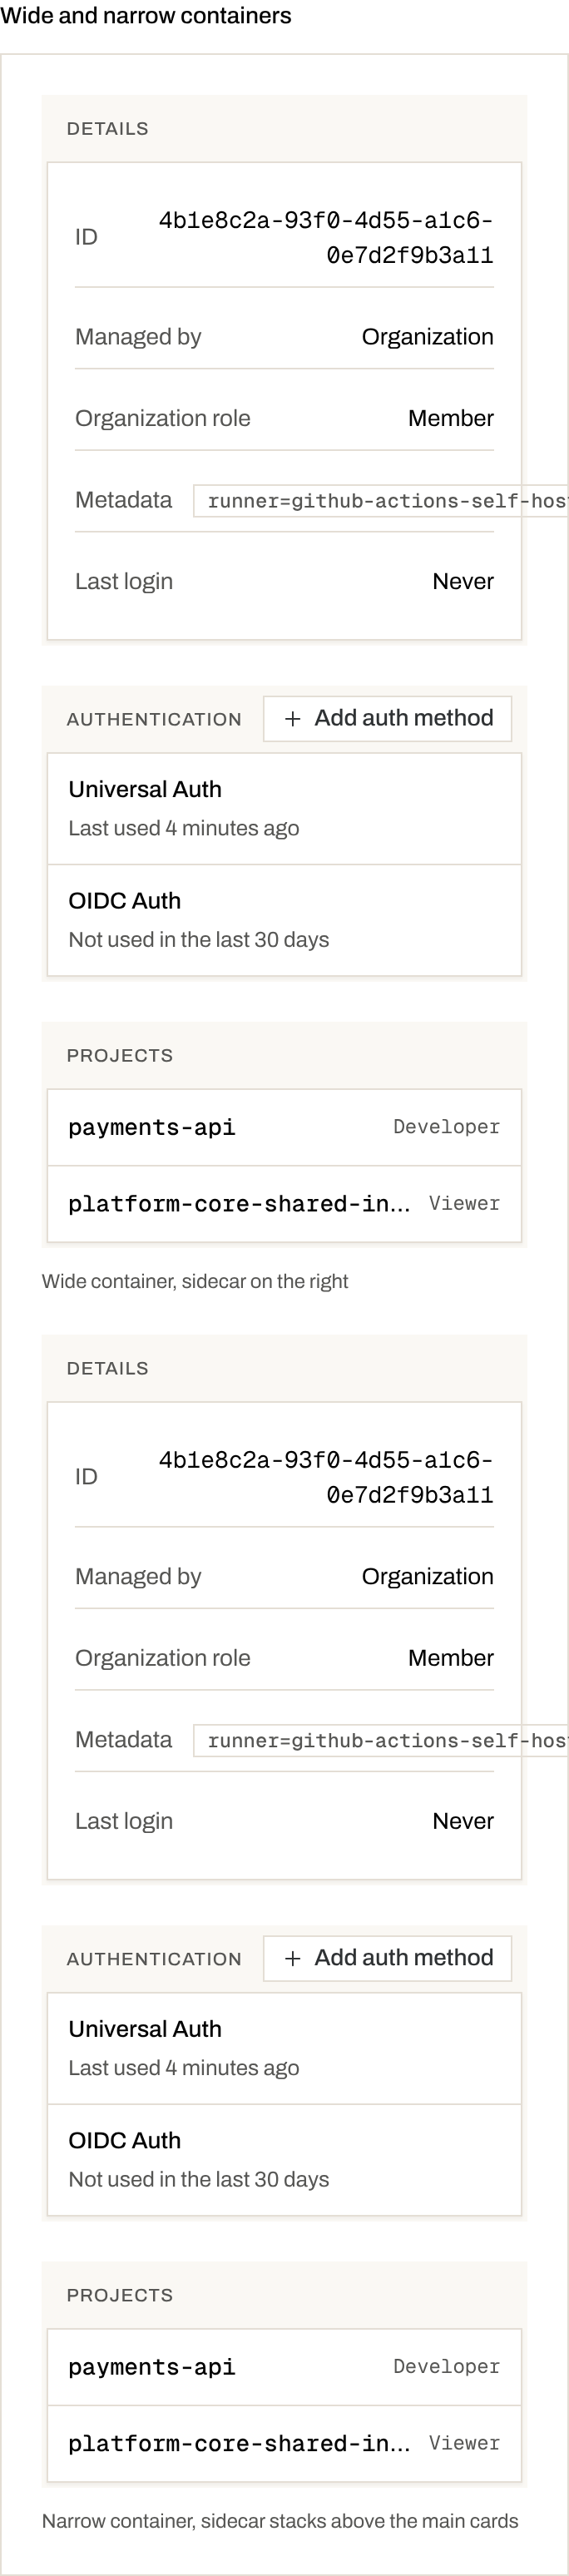 Wide and narrow containers
DETAILS
ID
4b1e8c2a-93f0-4d55-a1c6-
0e7d2f9b3a11
Managed by Organization
Organization role Member
Metadata runner=github-actions-self-hos
Last login Never
AUTHENTICATION + Add auth method
Universal Auth
Last used 4 minutes ago
OIDC Auth
Not used in the last 30 days
PROJECTS
payments-api Developer
platform-core-shared-in... Viewer
Wide container, sidecar on the right
DETAILS
ID
4b1e8c2a-93f0-4d55-a1c6-
0e7d2f9b3a11
Managed by Organization
Organization role Member
Metadata runner=github-actions-self-hos
Last login Never
AUTHENTICATION + Add auth method
Universal Auth
Last used 4 minutes ago
OIDC Auth
Not used in the last 30 days
PROJECTS
payments-api Developer
platform-core-shared-in... Viewer
Narrow container, sidecar stacks above the main cards